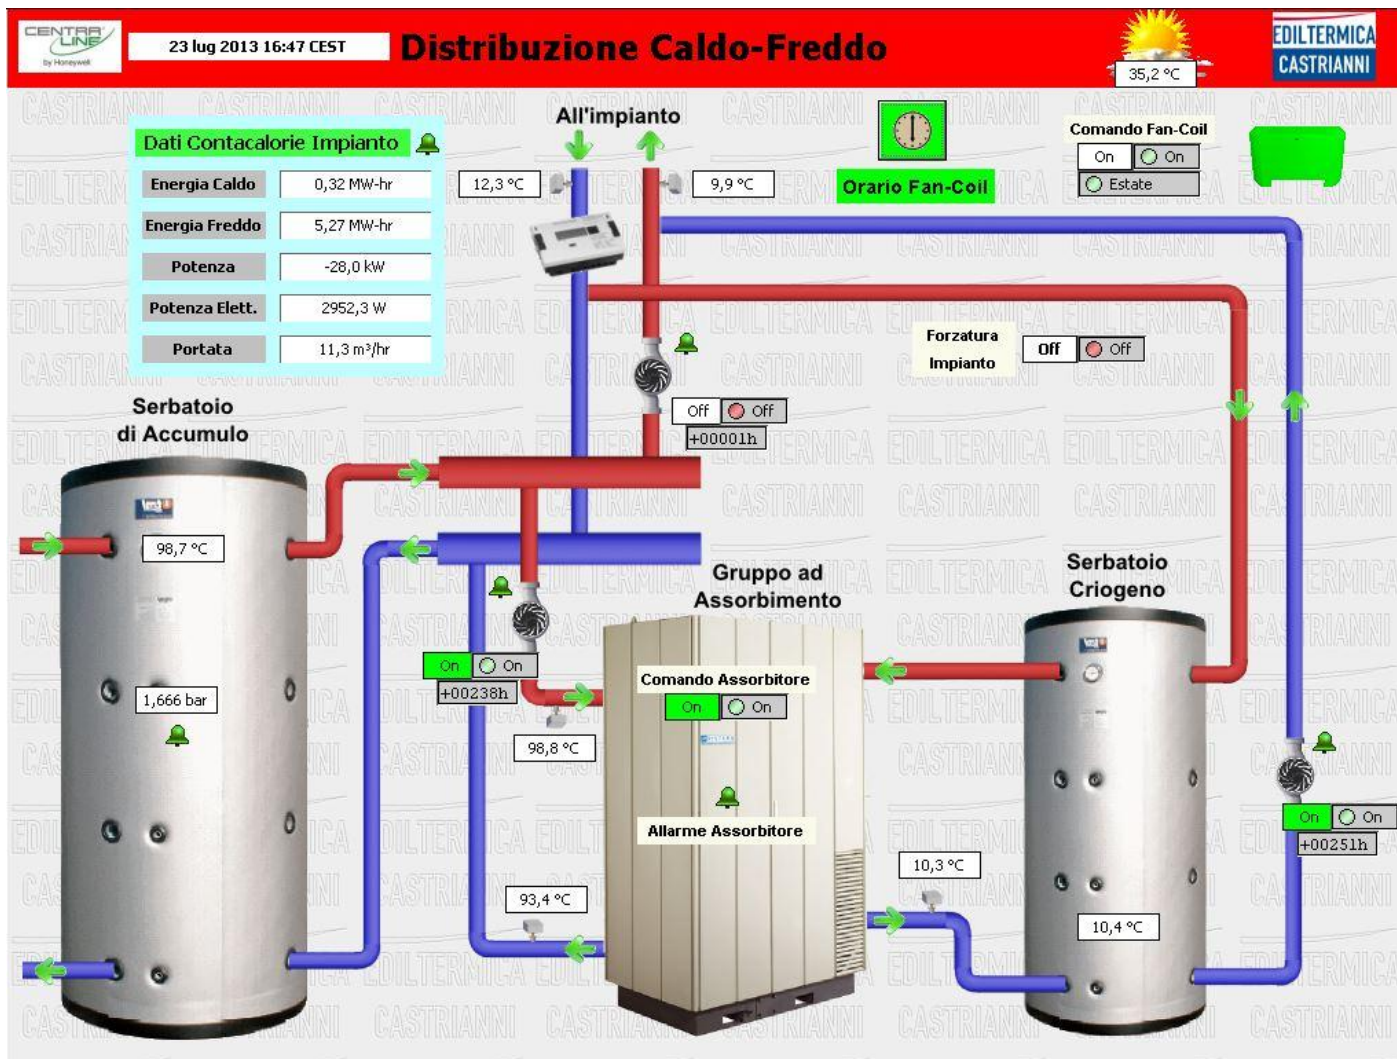 CENTRA
LINE
by Honeywell
23 lug 2013 16:47 CEST
Distribuzione Caldo-Freddo
35,2 °C
EDILTERMICA
CASTRIANNI
All'impianto
Dati Contacalorie Impianto
Energia Caldo
0,32 MW-hr
Energia Freddo
5,27 MW-hr
Potenza
-28,0 kW
Potenza Elett.
2952,3 W
Portata
11,3 m³/hr
12,3 °C
9,9 °C
Orario Fan-Coil
Comando Fan-Coil
On
On
Estate
Forzatura
Impianto
Off
Off
Off
Off
+00001h
Serbatoio
di Accumulo
98,7 °C
1,666 bar
On
On
+00238h
98,8 °C
93,4 °C
Gruppo ad
Assorbimento
Comando Assorbitore
On
On
Allarme Assorbitore
Serbatoio
Criogeno
10,3 °C
10,4 °C
On
On
+00251h